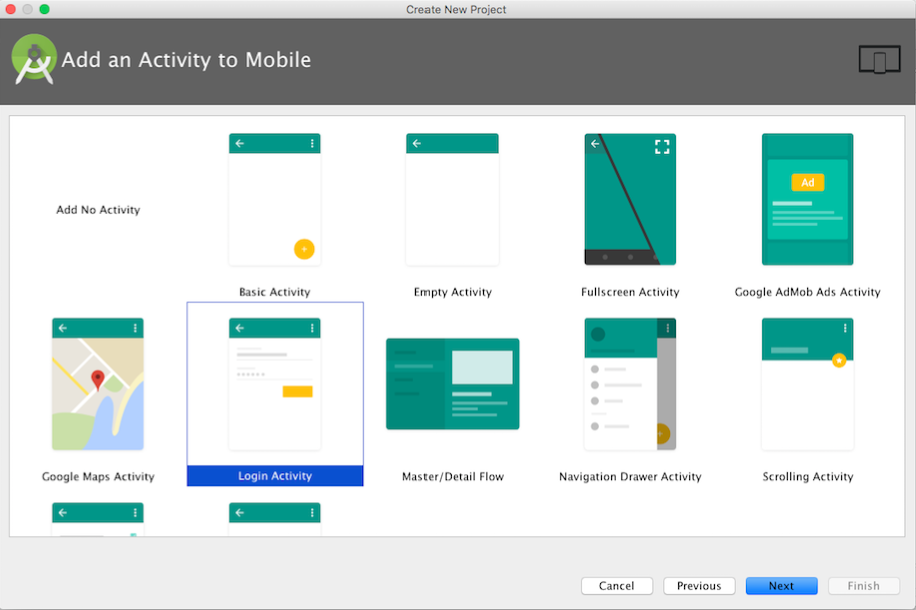 Create New Project
Add an Activity to Mobile
Add No Activity
Basic Activity
Empty Activity
Fullscreen Activity
Ad
Google AdMob Ads Activity
Google Maps Activity
Login Activity
Master/Detail Flow
Navigation Drawer Activity
Scrolling Activity
Cancel
Previous
Next
Finish